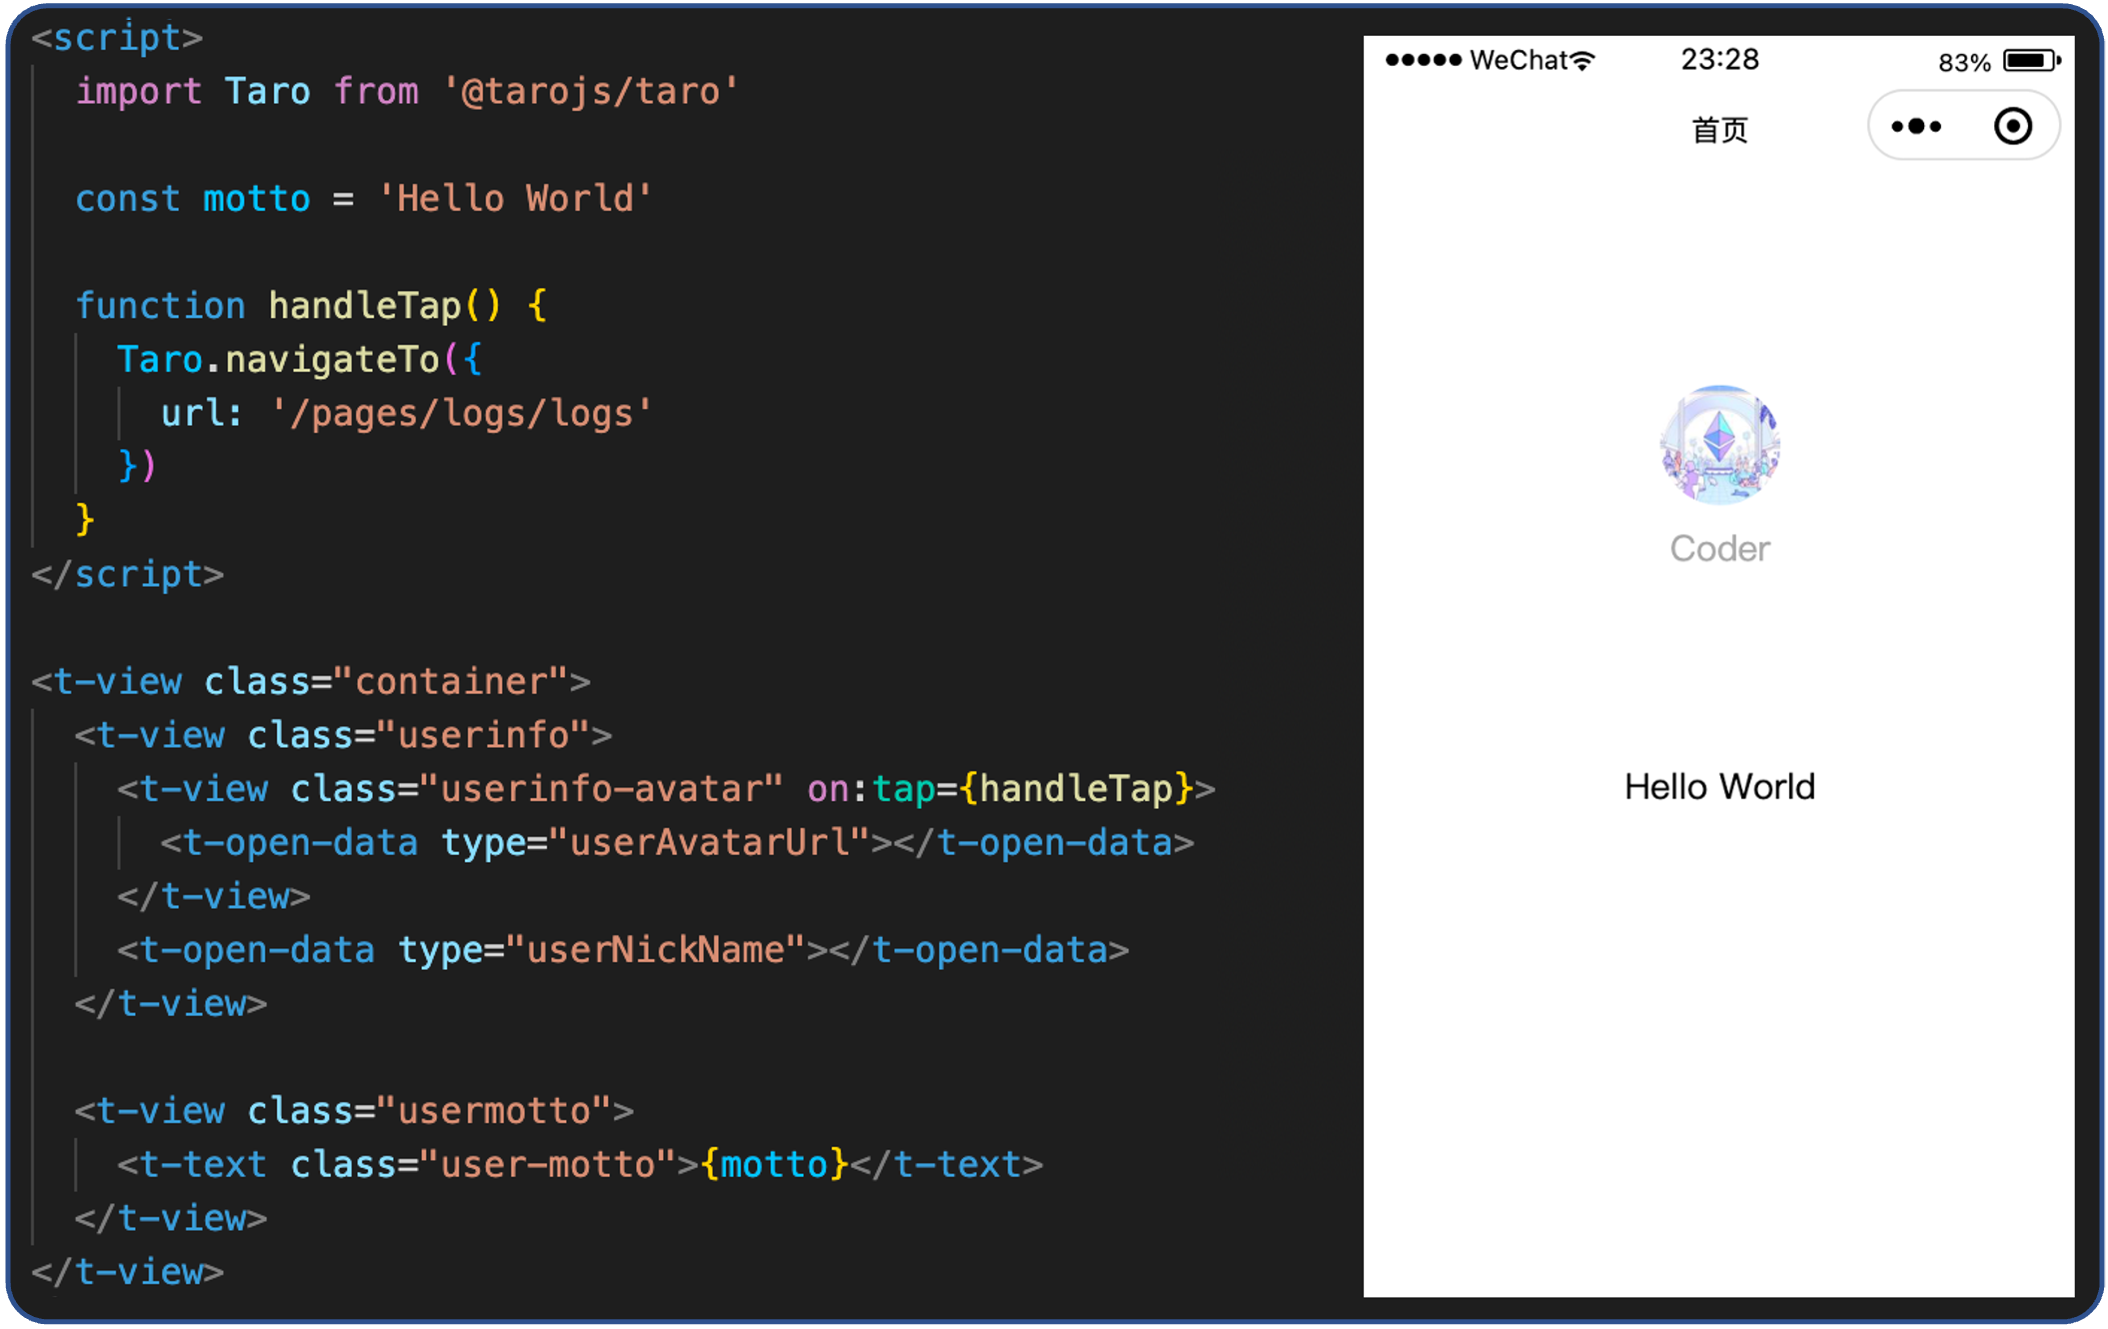 <script>
import Taro from '@tarojs/taro'
const motto = 'Hello World'
function handleTap() {
Taro.navigateTo({
url: '/pages/logs/logs'
})
}
</script>
<t-view class="container">
<t-view class="userinfo">
<t-view class="userinfo-avatar" on:tap={handleTap}>
<t-open-data type="userAvatarUrl"></t-open-data>
</t-view>
<t-open-data type="userNickName"></t-open-data>
</t-view>
<t-view class="usermotto">
<t-text class="user-motto">{motto}</t-text>
</t-view>
</t-view>
WeChat 23:28 83%
首页
Coder
Hello World